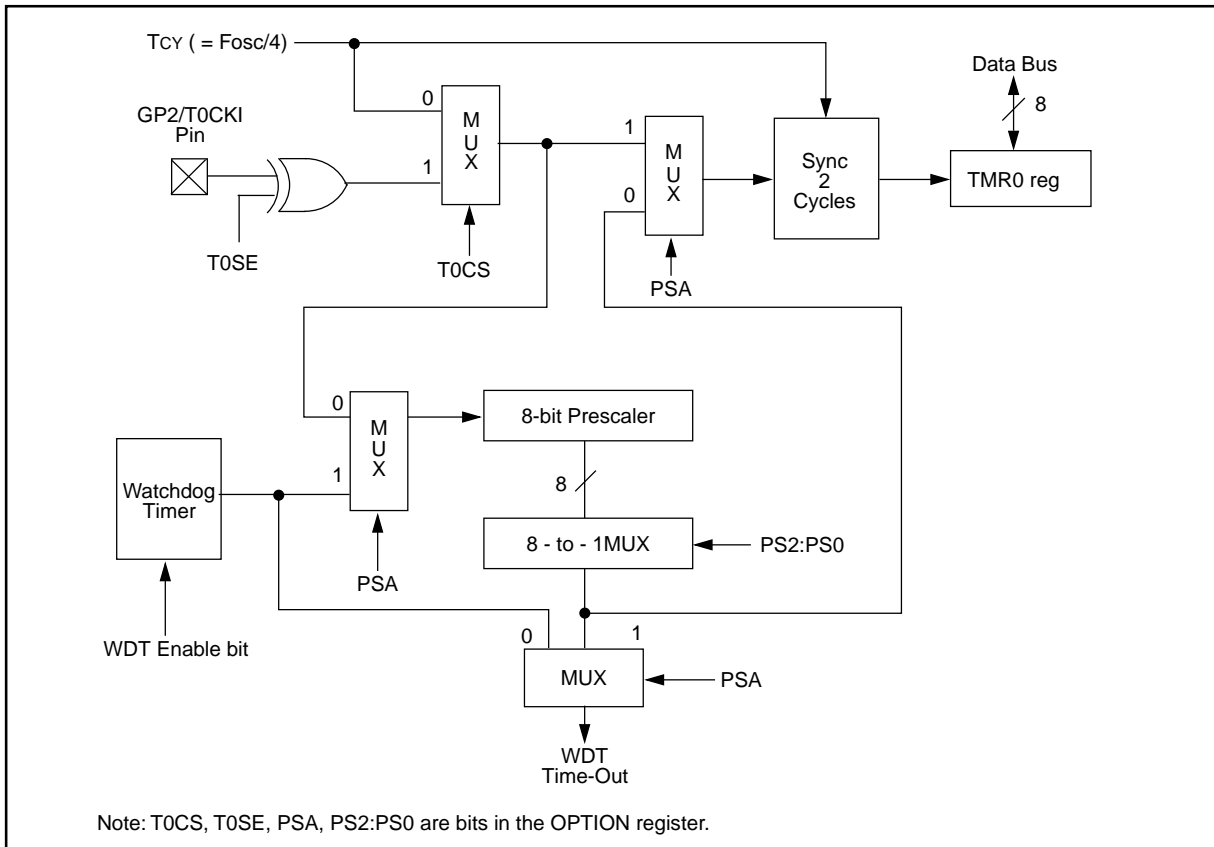 TCY ( = Fosc/4)
Data Bus
8
GP2/T0CKI
Pin
0
1
M
U
X
T0SE
T0CS
1
0
M
U
X
PSA
Sync
2
Cycles
TMR0 reg
0
1
M
U
X
8-bit Prescaler
Watchdog
Timer
8
8 - to - 1MUX
PS2:PS0
PSA
WDT Enable bit
0
1
MUX
PSA
WDT
Time-Out
Note: T0CS, T0SE, PSA, PS2:PS0 are bits in the OPTION register.